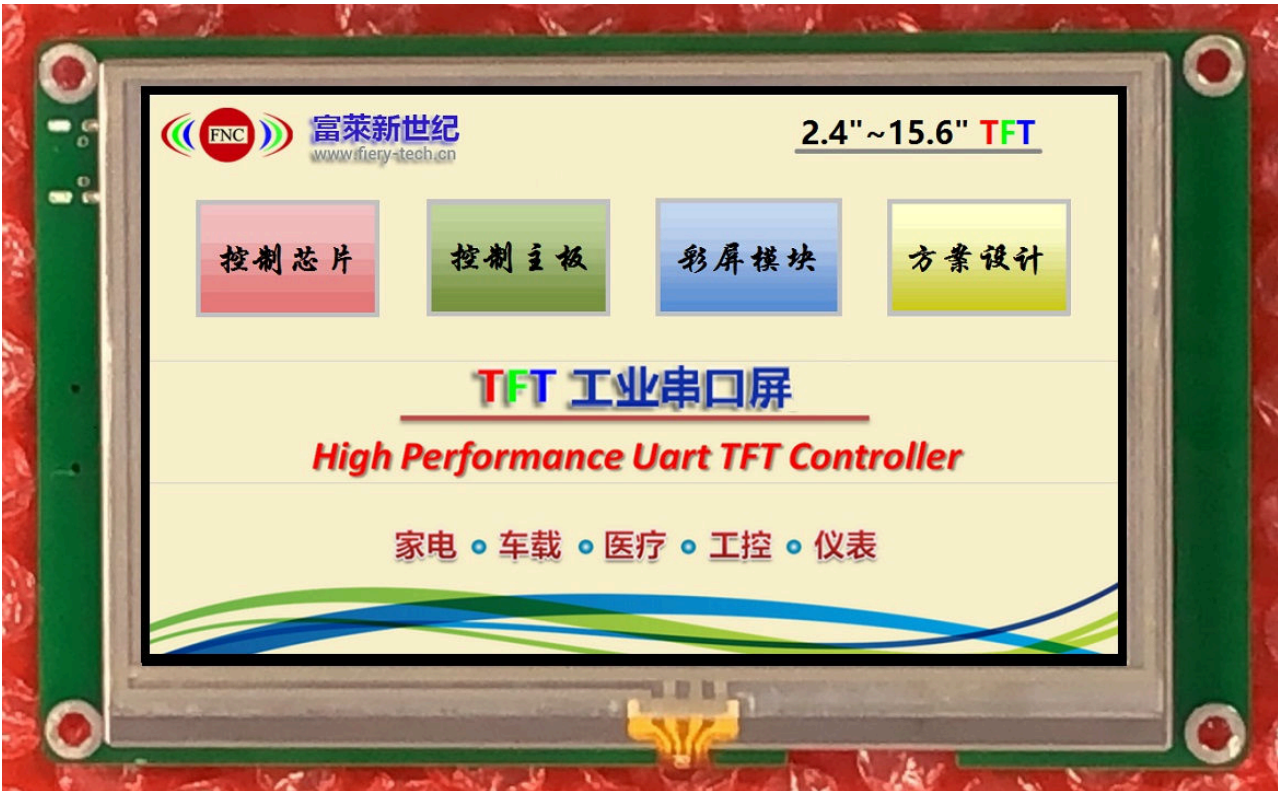 FNC 富莱新世纪 2.4"~15.6" TFT
www.fiery-tech.cn
控制芯片 控制主板 彩屏模块 方案设计
TFT 工业串口屏
High Performance Uart TFT Controller
家电 • 车载 • 医疗 • 工控 • 仪表